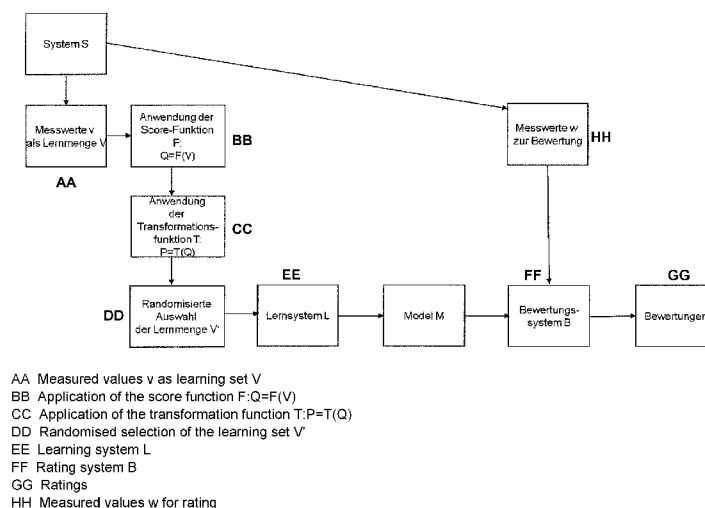 System S
Messwerte v
als Lernmenge V
AA
Anwendung der
Score-Funktion
F:
Q=F(V)
BB
Messwerte w
zur Bewertung
HH
Anwendung
der
Transformations-
funktion T:
P=T(Q)
CC
DD
Randomisierte
Auswahl
der Lernmenge V'
EE
Lernsystem L
Model M
FF
Bewertungs-
system B
GG
Bewertungen
AA Measured values v as learning set V
BB Application of the score function F:Q=F(V)
CC Application of the transformation function T:P=T(Q)
DD Randomised selection of the learning set V'
EE Learning system L
FF Rating system B
GG Ratings
HH Measured values w for rating